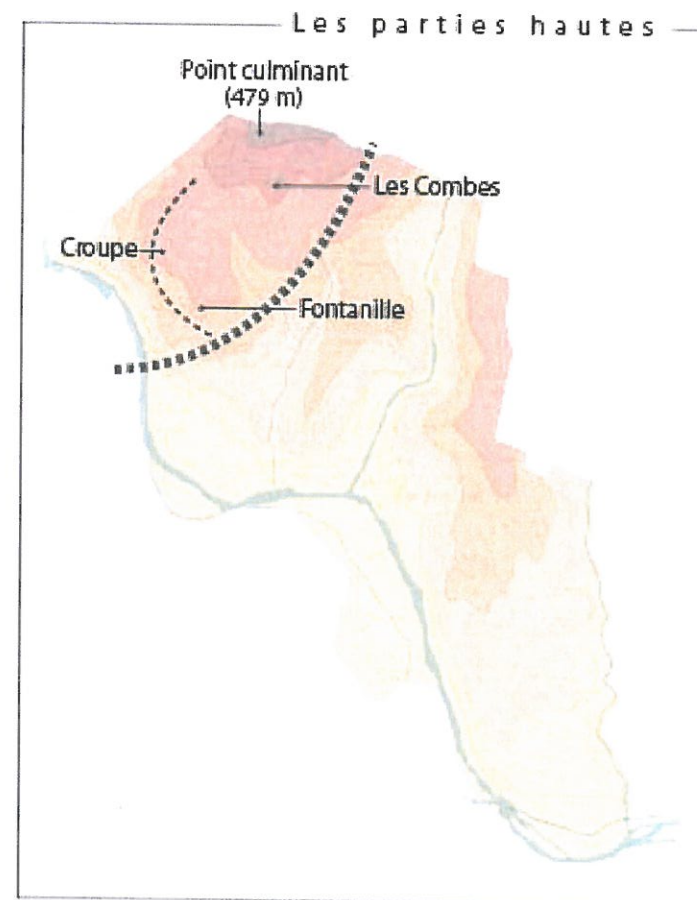 Les parties hautes
Point culminant
(479 m)
Les Combes
Croupe
Fontanille